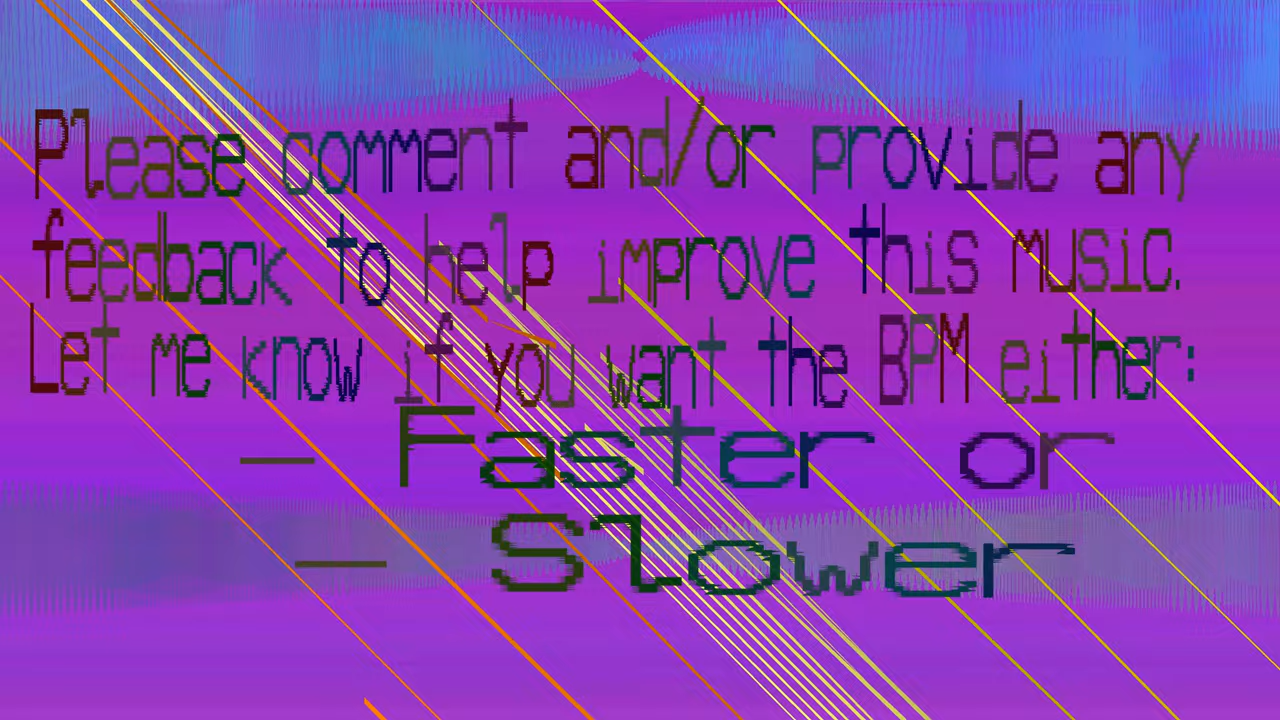 Please comment and/or provide any
feedback to help improve this music.
Let me know if you want the BPM either:
- Faster or
- Slower